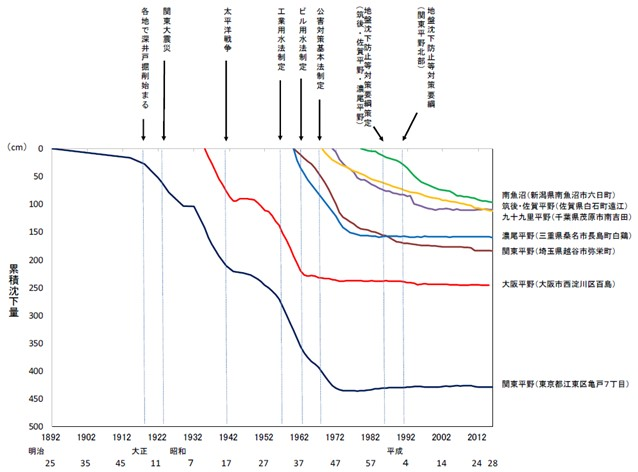 各地で深井戸掘削始まる
関東大震災
太平洋戦争
工業用水法制定
ビル用水法制定
公害対策基本法制定
地盤沈下防止等対策要綱策定
（筑後・佐賀平野・濃尾平野）
地盤沈下防止等対策要綱
（関東平野北部）
（cm）
0
50
100
150
200
250
300
350
400
450
500
累積沈下量
南魚沼（新潟県南魚沼市六日町）
筑後・佐賀平野（佐賀県白石町遠江）
九十九里平野（千葉県茂原市南吉田）
濃尾平野（三重県桑名市長島町白鶏）
関東平野（埼玉県越谷市弥栄町）
大阪平野（大阪市西淀川区百島）
関東平野（東京都江東区亀戸7丁目）
1892 1902 1912 1922 1932 1942 1952 1962 1972 1982 1992 2002 2012
明治 大正 昭和 平成
25 35 45 11 7 17 27 37 47 57 4 14 24 28